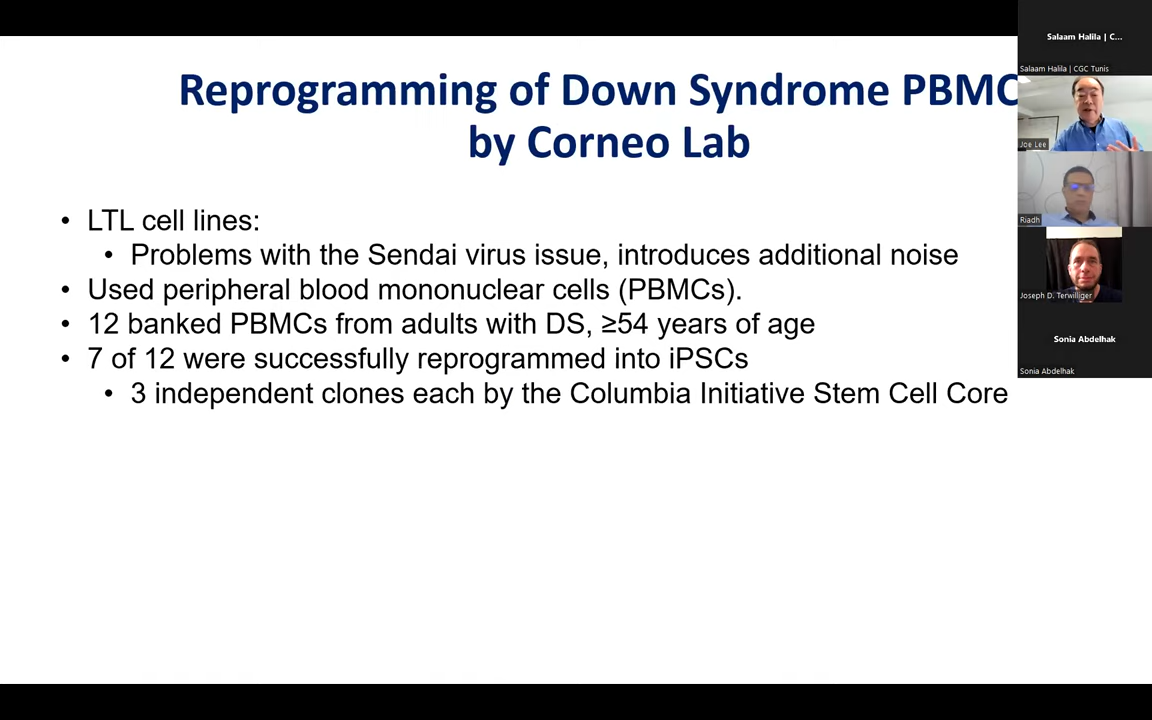 Reprogramming of Down Syndrome PBMC
by Corneo Lab
• LTL cell lines:
• Problems with the Sendai virus issue, introduces additional noise
• Used peripheral blood mononuclear cells (PBMCs).
• 12 banked PBMCs from adults with DS, ≥54 years of age
• 7 of 12 were successfully reprogrammed into iPSCs
• 3 independent clones each by the Columbia Initiative Stem Cell Core
Salaam Halila | C...
Salaam Halila | CGC Tunis
Joe Lee
Riadh
Joseph D. Terwilliger
Sonia Abdelhak
Sonia Abdelhak